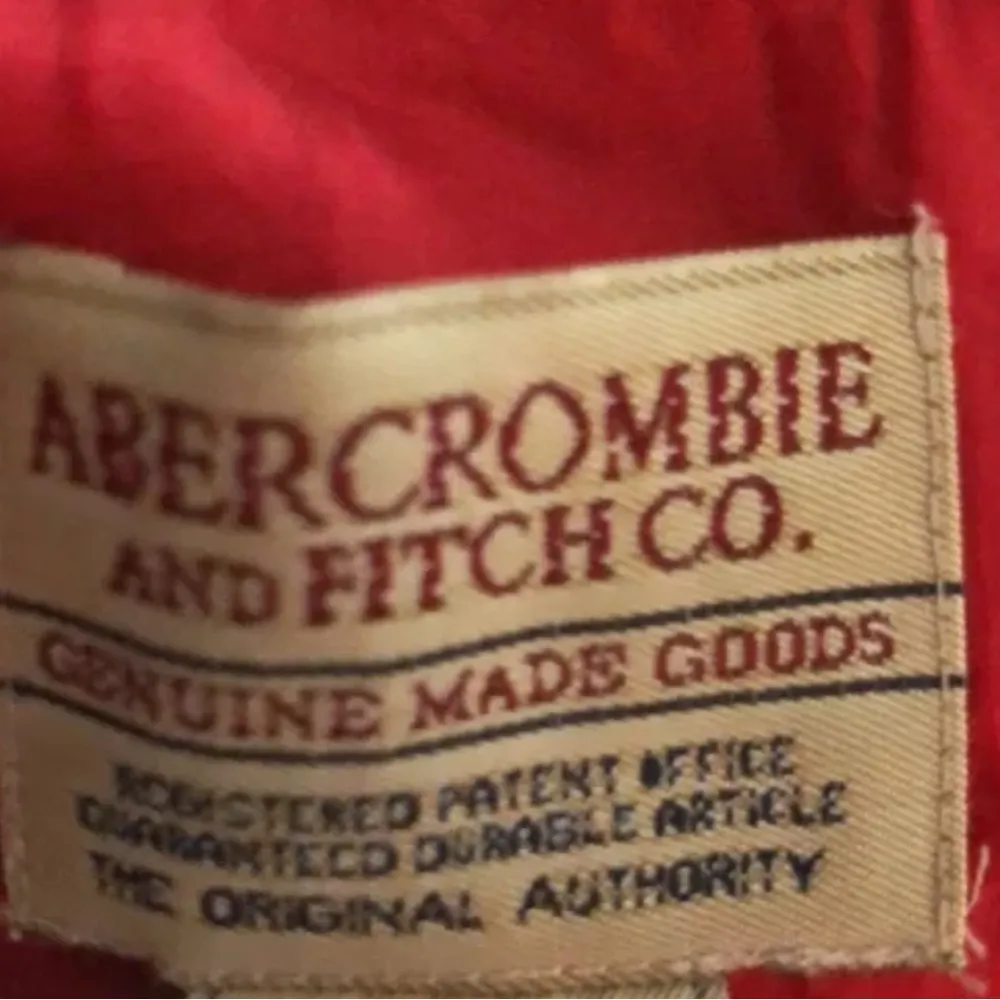 ABERCROMBIE
AND FITCH CO.
GENUINE MADE GOODS
REGISTERED PATENT OFFICE
GUARANTEED DURABLE ARTICLE
THE ORIGINAL AUTHORITY